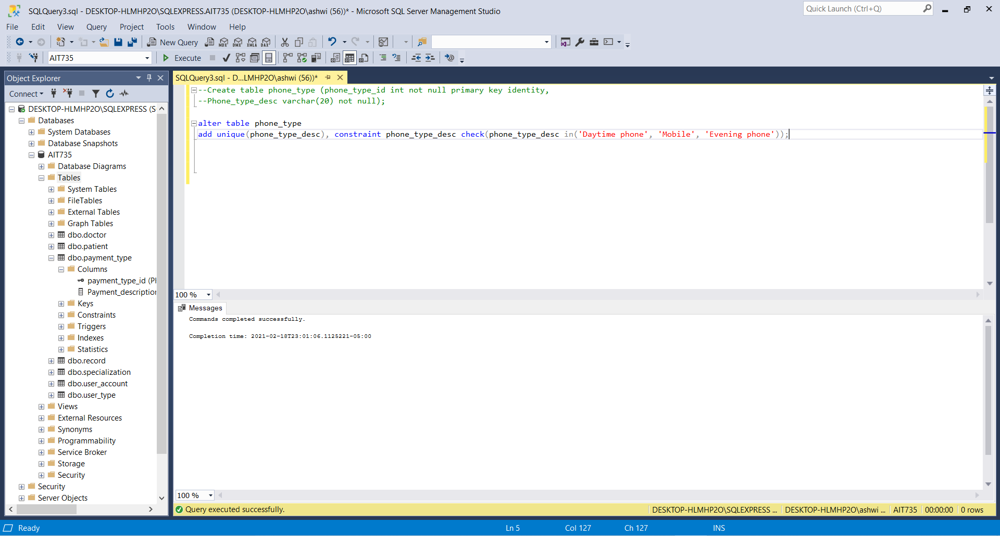 SQLQuery3.sql - DESKTOP-HLMHP2O\SQLEXPRESS.AIT735 (DESKTOP-HLMHP2O\ashwi (56))* - Microsoft SQL Server Management Studio
Quick Launch (Ctrl+Q)
File Edit View Query Project Tools Window Help
New Query MDX DMX XMLA DAX
AIT735 Execute
Object Explorer
SQLQuery3.sql - D...LMHP2O\ashwi (56))*
Connect
--Create table phone_type (phone_type_id int not null primary key identity,
--Phone_type_desc varchar(20) not null);
alter table phone_type
add unique(phone_type_desc), constraint phone_type_desc check(phone_type_desc in('Daytime phone', 'Mobile', 'Evening phone'));
DESKTOP-HLMHP2O\SQLEXPRESS (S
Databases
System Databases
Database Snapshots
AIT735
Database Diagrams
Tables
System Tables
FileTables
External Tables
Graph Tables
dbo.doctor
dbo.patient
dbo.payment_type
Columns
payment_type_id (P
Payment_description
Keys
Constraints
Triggers
Indexes
Statistics
dbo.record
dbo.specialization
dbo.user_account
dbo.user_type
Views
External Resources
Synonyms
Programmability
Service Broker
Storage
Security
Security
Server Objects
100 %
Messages
Commands completed successfully.
Completion time: 2021-02-18T23:01:06.1125221-05:00
100 %
Query executed successfully. DESKTOP-HLMHP2O\SQLEXPRESS ... DESKTOP-HLMHP2O\ashwi ... AIT735 00:00:00 0 rows
Ready Ln 5 Col 127 Ch 127 INS